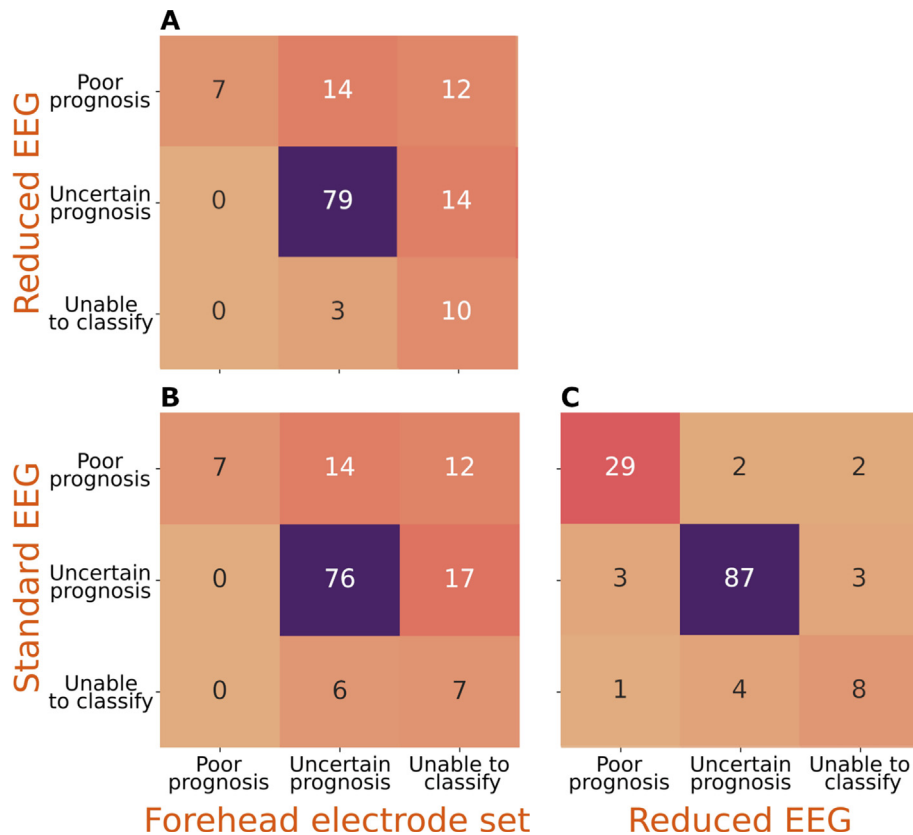 A
Reduced EEG
Poor
prognosis
7 14 12
Uncertain
prognosis
0 79 14
Unable
to classify
0 3 10
B
Standard EEG
Poor
prognosis
7 14 12
Uncertain
prognosis
0 76 17
Unable
to classify
0 6 7
Poor
prognosis
Uncertain
prognosis
Unable to
classify
Forehead electrode set
C
29 2 2
3 87 3
1 4 8
Poor
prognosis
Uncertain
prognosis
Unable to
classify
Reduced EEG